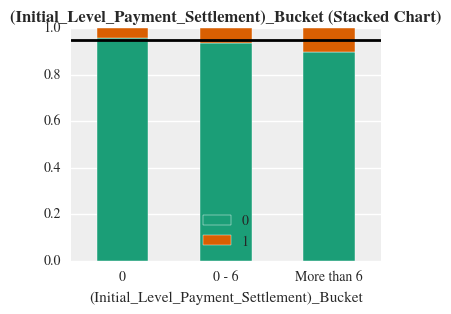 (Initial_Level_Payment_Settlement)_Bucket (Stacked Chart)
1.0
0.8
0.6
0.4
0.2
0.0
0
1
0
0 - 6
More than 6
(Initial_Level_Payment_Settlement)_Bucket